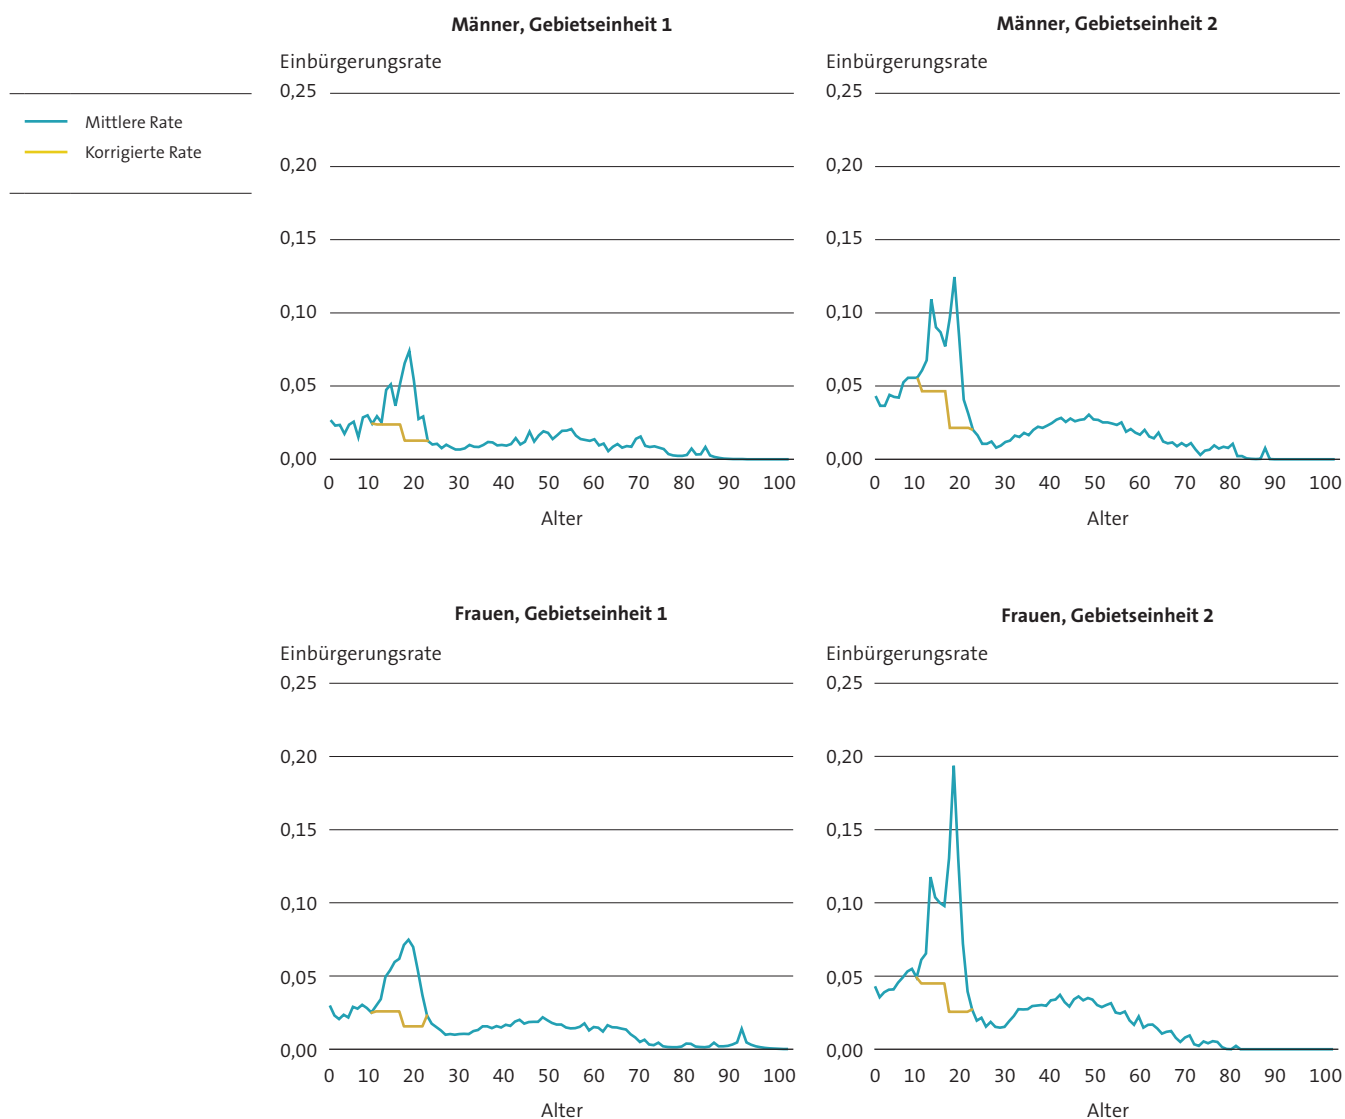 Männer, Gebietseinheit 1
Männer, Gebietseinheit 2
Mittlere Rate
Korrigierte Rate
Einbürgerungsrate
0,25
0,20
0,15
0,10
0,05
0,00
0 10 20 30 40 50 60 70 80 90 100
Alter
Einbürgerungsrate
0,25
0,20
0,15
0,10
0,05
0,00
0 10 20 30 40 50 60 70 80 90 100
Alter
Frauen, Gebietseinheit 1
Einbürgerungsrate
0,25
0,20
0,15
0,10
0,05
0,00
0 10 20 30 40 50 60 70 80 90 100
Alter
Frauen, Gebietseinheit 2
Einbürgerungsrate
0,25
0,20
0,15
0,10
0,05
0,00
0 10 20 30 40 50 60 70 80 90 100
Alter